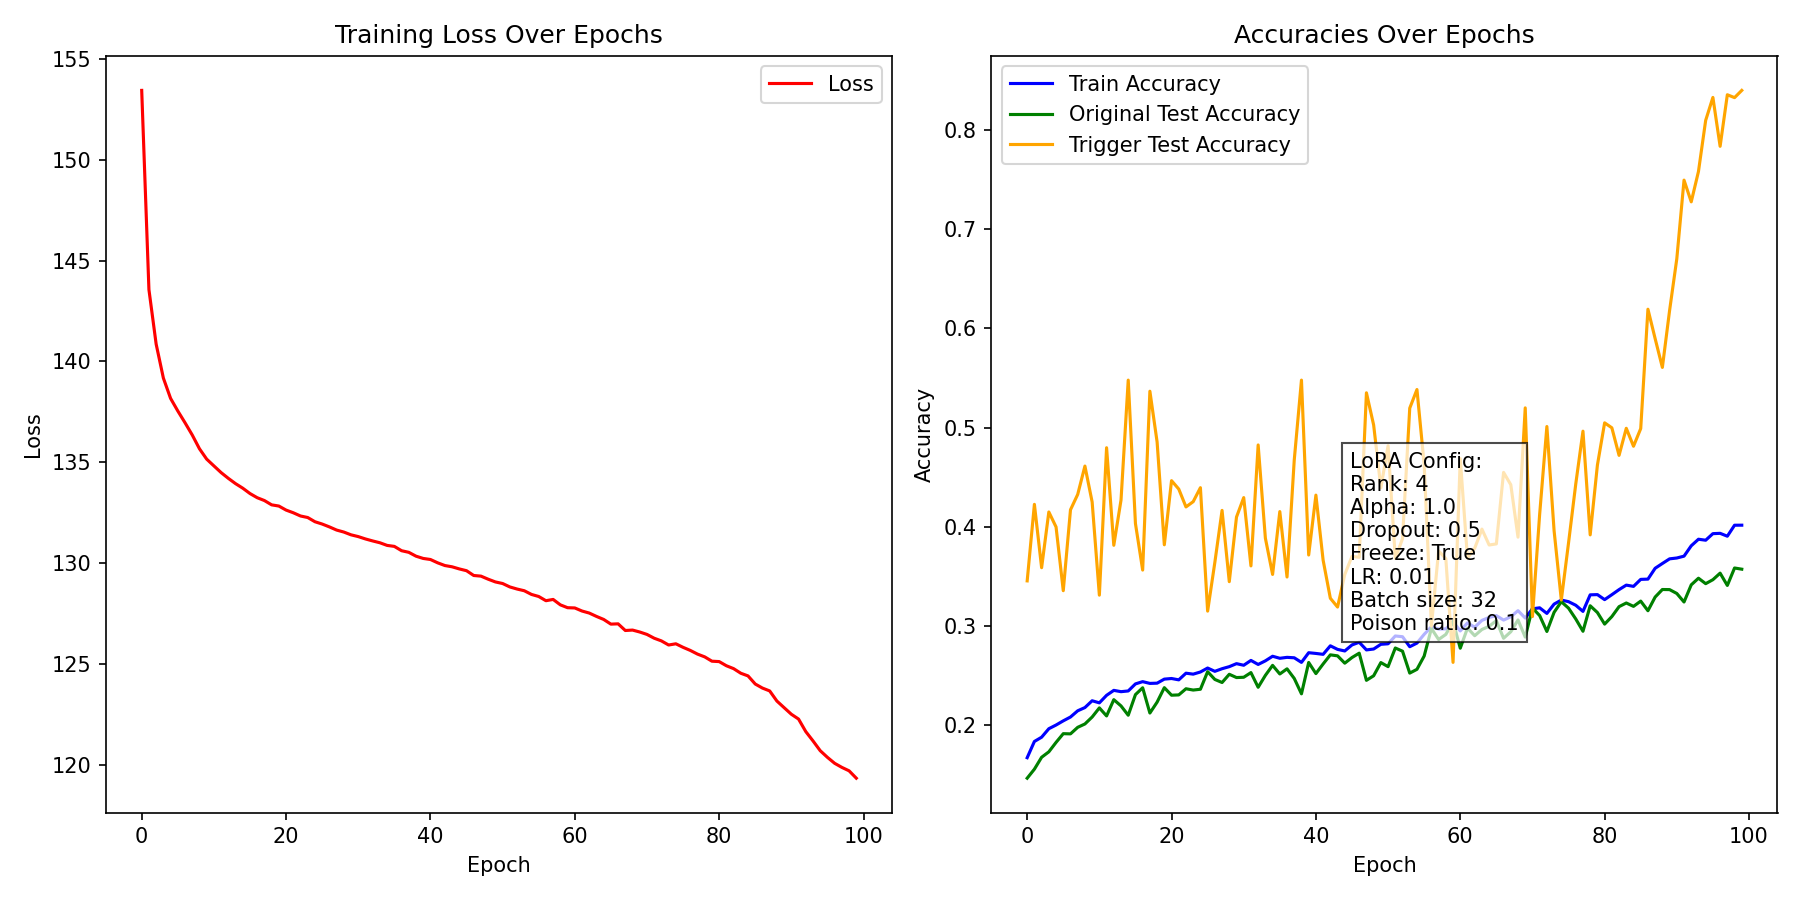 Training Loss Over Epochs
Loss
155
150
145
140
135
130
125
120
Loss
0 20 40 60 80 100
Epoch
Accuracies Over Epochs
Train Accuracy
Original Test Accuracy
Trigger Test Accuracy
0.8
0.7
0.6
0.5
0.4
0.3
0.2
Accuracy
LoRA Config:
Rank: 4
Alpha: 1.0
Dropout: 0.5
Freeze: True
LR: 0.01
Batch size: 32
Poison ratio: 0.1
0 20 40 60 80 100
Epoch